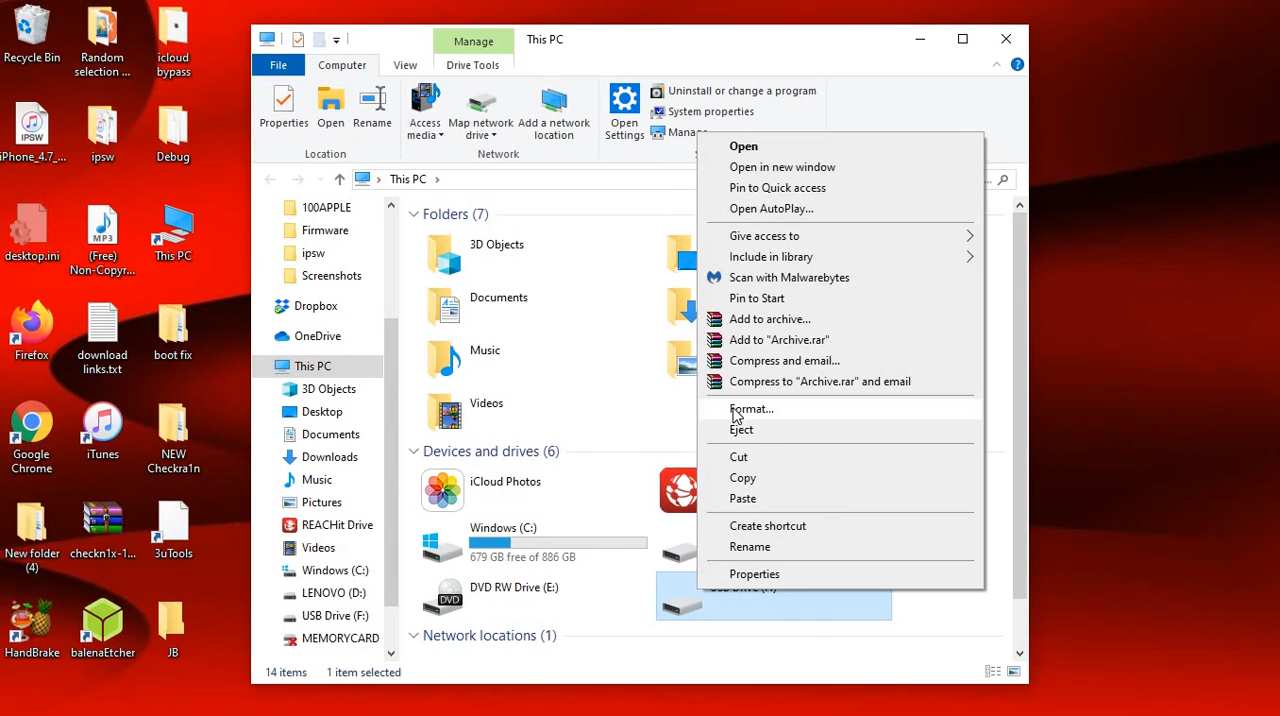 Recycle Bin
Random
selection ...
icloud
bypass
iPhone_4.7_...
ipsw
Debug
desktop.ini
(Free)
Non-Copyr...
This PC
Firefox
download
links.txt
boot fix
Google
Chrome
iTunes
NEW
Checkra1n
New folder
(4)
checkn1x-1...
3uTools
HandBrake
balenaEtcher
JB
IPSW
MP3
Manage
This PC
File
Computer
View
Drive Tools
Properties
Open
Rename
Access
media
Map network
drive
Add a network
location
Open
Settings
Uninstall or change a program
System properties
Manage
Location
Network
This PC
100APPLE
Firmware
ipsw
Screenshots
Dropbox
OneDrive
This PC
3D Objects
Desktop
Documents
Downloads
Music
Pictures
REACHit Drive
Videos
Windows (C:)
LENOVO (D:)
USB Drive (F:)
MEMORYCARD
Folders (7)
3D Objects
Documents
Music
Videos
Devices and drives (6)
iCloud Photos
Windows (C:)
679 GB free of 886 GB
DVD RW Drive (E:)
DVD
Network locations (1)
14 items
1 item selected
Open
Open in new window
Pin to Quick access
Open AutoPlay...
Give access to
Include in library
Scan with Malwarebytes
Pin to Start
Add to archive...
Add to "Archive.rar"
Compress and email...
Compress to "Archive.rar" and email
Format...
Eject
Cut
Copy
Paste
Create shortcut
Rename
Properties